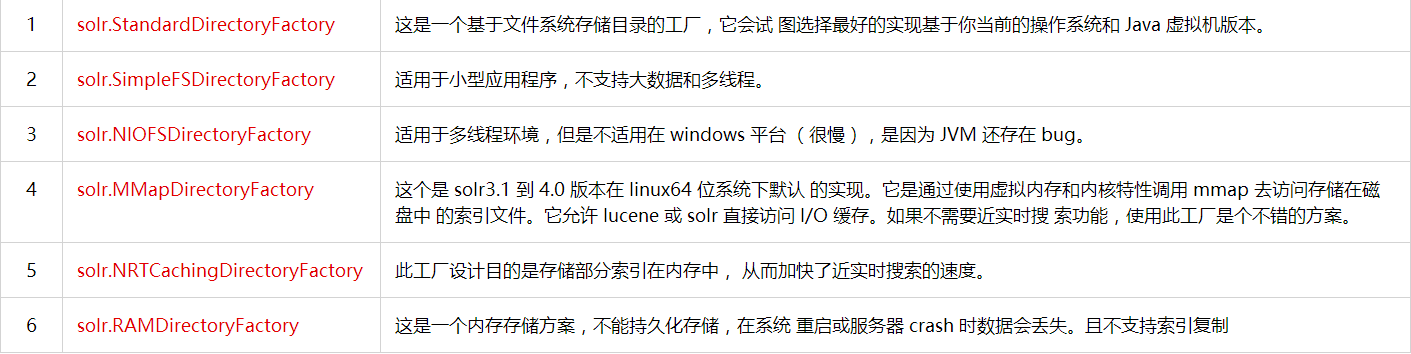 1 solr.StandardDirectoryFactory 这是一个基于文件系统存储目录的工厂，它会试 图选择最好的实现基于你当前的操作系统和 Java 虚拟机版本。
2 solr.SimpleFSDirectoryFactory 适用于小型应用程序，不支持大数据和多线程。
3 solr.NIOFSDirectoryFactory 适用于多线程环境，但是不适用在 windows 平台 （很慢），是因为 JVM 还存在 bug。
4 solr.MMapDirectoryFactory 这个是 solr3.1 到 4.0 版本在 linux64 位系统下默认 的实现。它是通过使用虚拟内存和内核特性调用 mmap 去访问存储在磁
盘中 的索引文件。它允许 lucene 或 solr 直接访问 I/O 缓存。如果不需要近实时搜 索功能，使用此工厂是个不错的方案。
5 solr.NRTCachingDirectoryFactory 此工厂设计目的是存储部分索引在内存中， 从而加快了近实时搜索的速度。
6 solr.RAMDirectoryFactory 这是一个内存存储方案，不能持久化存储，在系统 重启或服务器 crash 时数据会丢失。且不支持索引复制